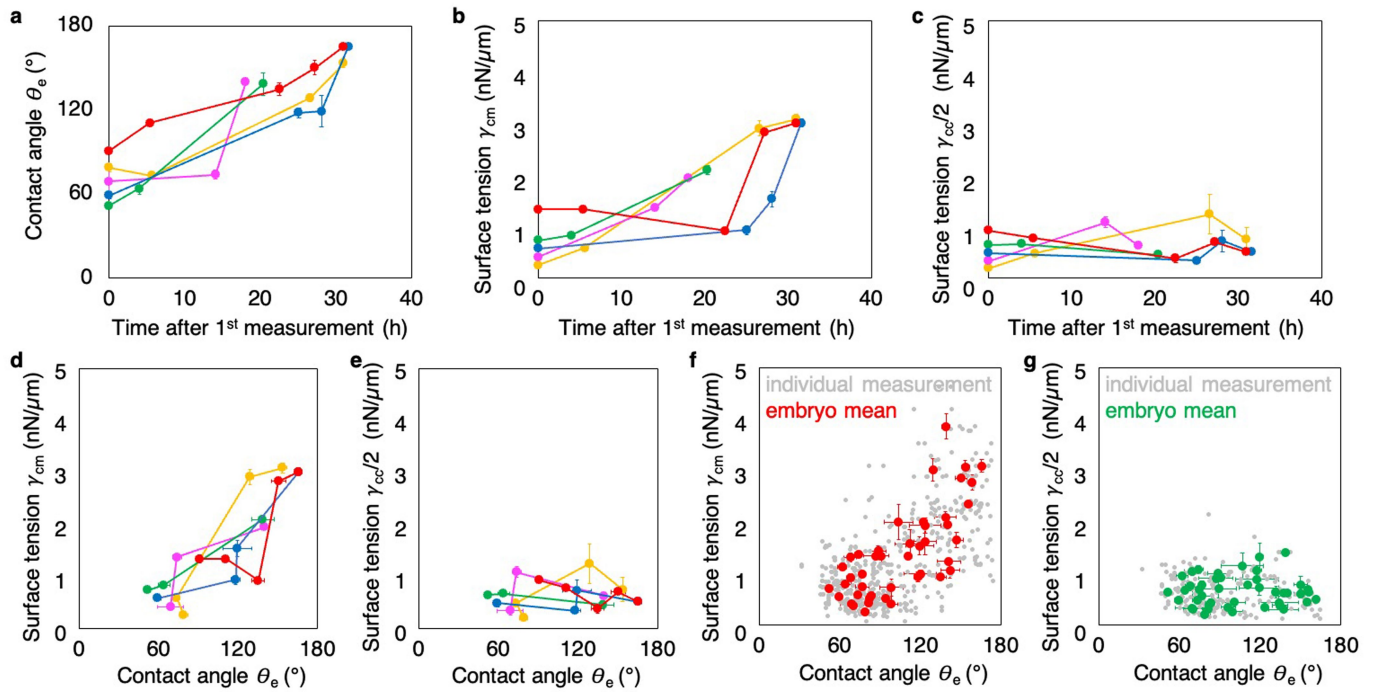 a
180
120
60
0
Contact angle θe (°)
0 10 20 30 40
Time after 1st measurement (h)
b
5
4
3
2
1
0
Surface tension γcm (nN/µm)
0 10 20 30 40
Time after 1st measurement (h)
c
5
4
3
2
1
0
Surface tension γcc/2 (nN/µm)
0 10 20 30 40
Time after 1st measurement (h)
d
5
4
3
2
1
0
Surface tension γcm (nN/µm)
0 60 120 180
Contact angle θe (°)
e
5
4
3
2
1
0
Surface tension γcc/2 (nN/µm)
0 60 120 180
Contact angle θe (°)
f
5
4
3
2
1
0
Surface tension γcm (nN/µm)
individual measurement
embryo mean
0 60 120 180
Contact angle θe (°)
g
5
4
3
2
1
0
Surface tension γcc/2 (nN/µm)
individual measurement
embryo mean
0 60 120 180
Contact angle θe (°)